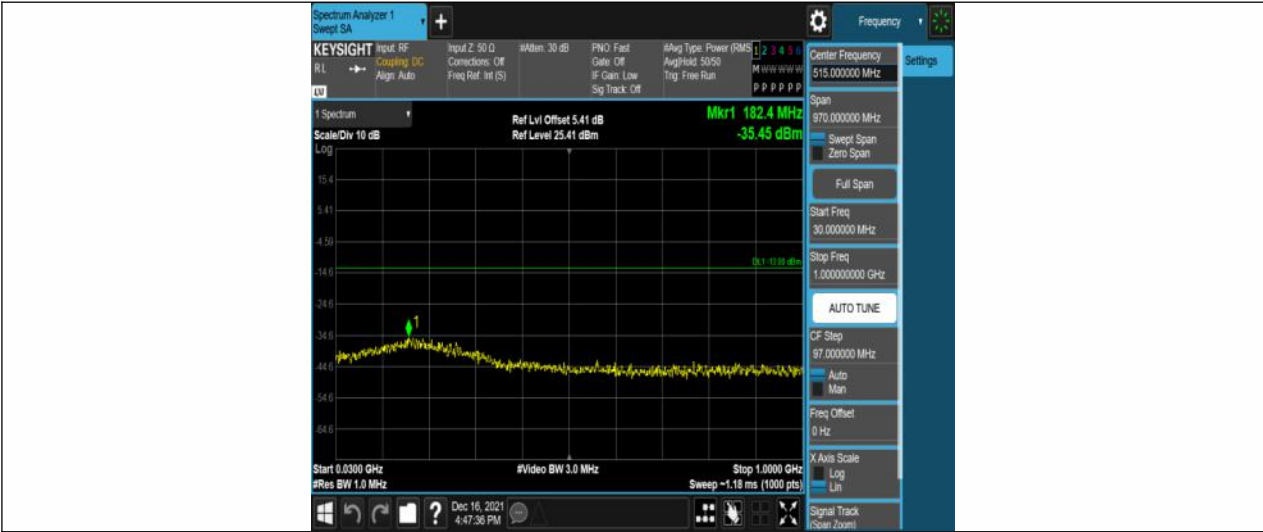 Spectrum Analyzer 1
Swept SA
+
Frequency
KEYSIGHT
RL
LV
Input: RF
Coupling: DC
Align: Auto
Input Z: 50 Ω
Corrections: Off
Freq Ref: Int (S)
#Atten: 30 dB
PNO: Fast
Gate: Off
IF Gain: Low
Sig Track: Off
#Avg Type: Power (RMS
Avg|Hold: 50/50
Trig: Free Run
1 2 3 4 5 6
M W W W W W
P P P P P P
1 Spectrum
Scale/Div 10 dB
Ref Lvl Offset 5.41 dB
Ref Level 25.41 dBm
Mkr1 182.4 MHz
-35.45 dBm
Log
15.4
5.41
-4.59
-14.6
-24.6
-34.6
-44.6
-54.6
-64.6
DL1 -13.00 dBm
1
Start 0.0300 GHz
#Res BW 1.0 MHz
#Video BW 3.0 MHz
Stop 1.0000 GHz
Sweep ~1.18 ms (1000 pts)
?
Dec 16, 2021
4:47:36 PM
Center Frequency
515.000000 MHz
Settings
Span
970.000000 MHz
Swept Span
Zero Span
Full Span
Start Freq
30.000000 MHz
Stop Freq
1.000000000 GHz
AUTO TUNE
CF Step
97.000000 MHz
Auto
Man
Freq Offset
0 Hz
X Axis Scale
Log
Lin
Signal Track
(Span Zoom)